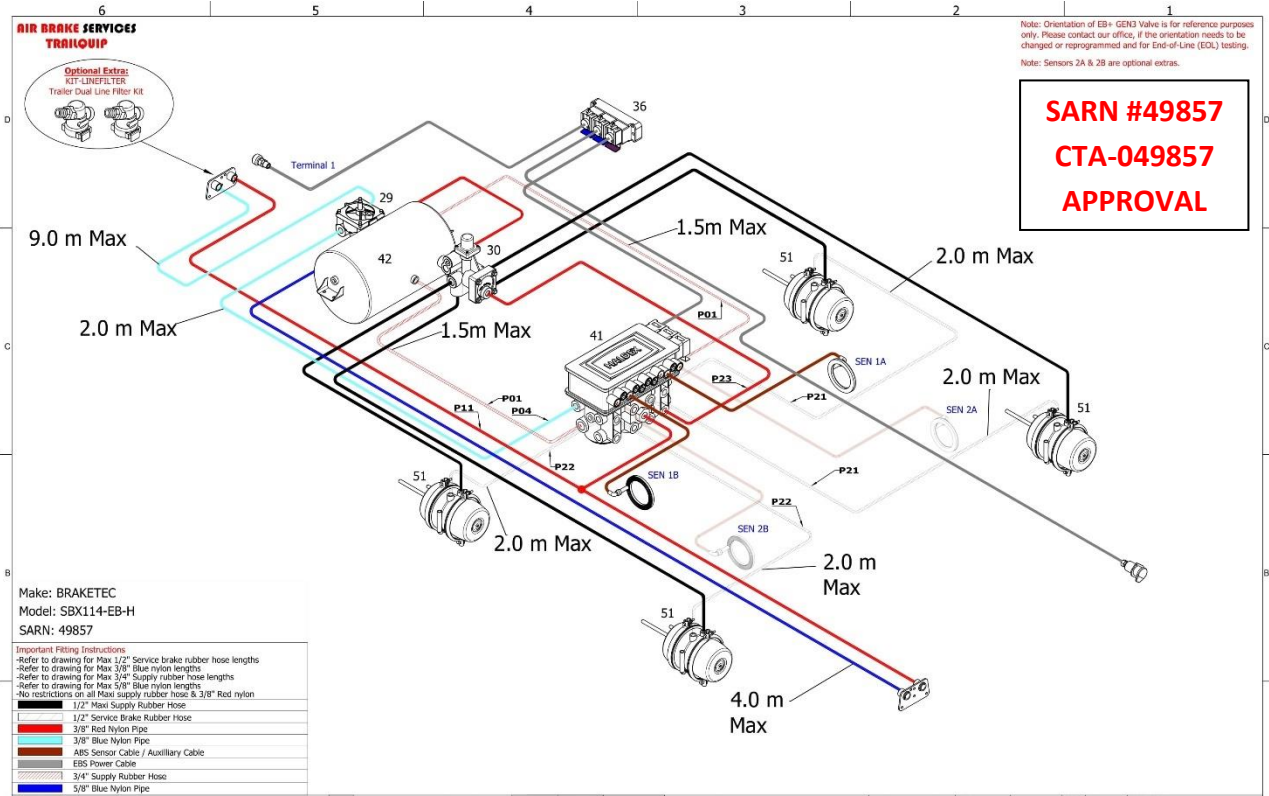 6 5 4 3 2 1
AIR BRAKE SERVICES
TRAILQUIP
Note: Orientation of EB+ GEN3 Valve is for reference purposes
only. Please contact our office, if the orientation needs to be
changed or reprogrammed and for End-of-Line (EOL) testing.
Note: Sensors 2A & 2B are optional extras.
Optional Extra:
KIT-LINEFILTER
Trailer Dual Line Filter Kit
SARN #49857
CTA-049857
APPROVAL
D
D
36
Terminal 1
29
9.0 m Max
1.5m Max
30
42
51
2.0 m Max
P01
2.0 m Max
1.5m Max
41
HALDEX
C
C
SEN 1A
P23
2.0 m Max
P21
P01
P11
P04
SEN 2A
51
P22
P21
51
SEN 1B
P22
SEN 2B
2.0 m Max
2.0 m
Max
B
B
51
4.0 m
Max
Make: BRAKETEC
Model: SBX114-EB-H
SARN: 49857
Important Fitting Instructions
-Refer to drawing for Max 1/2" Service brake rubber hose lengths
-Refer to drawing for Max 3/8" Blue nylon lengths
-Refer to drawing for Max 3/4" Supply rubber hose lengths
-Refer to drawing for Max 5/8" Blue nylon lengths
-No restrictions on all Maxi supply rubber hose & 3/8" Red nylon
1/2" Maxi Supply Rubber Hose
1/2" Service Brake Rubber Hose
3/8" Red Nylon Pipe
3/8" Blue Nylon Pipe
ABS Sensor Cable / Auxilliary Cable
EBS Power Cable
3/4" Supply Rubber Hose
5/8" Blue Nylon Pipe